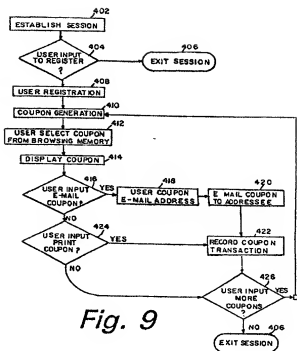 402
ESTABLISH SESSION
404
USER INPUT
TO REGISTER
?
406
EXIT SESSION
408
USER REGISTRATION
410
COUPON GENERATION
412
USER SELECT COUPON
FROM BROWSING MEMORY
414
DISPLAY COUPON
416
USER INPUT
E-MAIL
COUPON?
YES
418
USER COUPON
E-MAIL ADDRESS
420
E MAIL COUPON
TO ADDRESSEE
NO
424
USER INPUT
PRINT
COUPON?
YES
422
RECORD COUPON
TRANSACTION
NO
426
USER INPUT
MORE
COUPONS
?
YES
NO
406
EXIT SESSION
Fig. 9